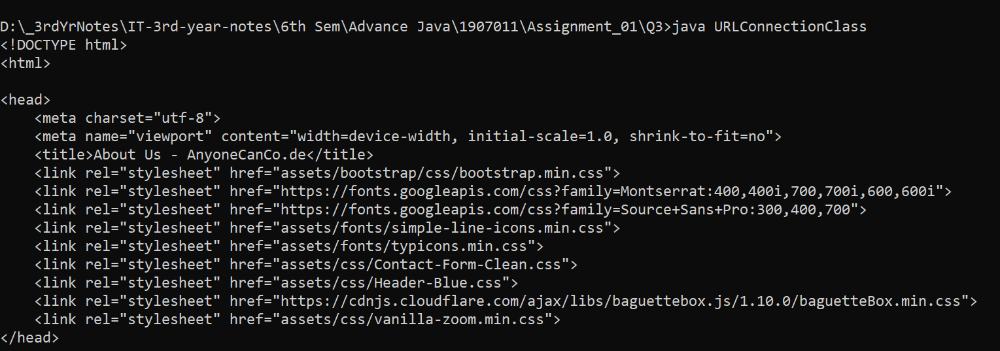 D:\_3rdYrNotes\IT-3rd-year-notes\6th Sem\Advance Java\1907011\Assignment_01\Q3>java URLConnectionClass
<!DOCTYPE html>
<html>

<head>
    <meta charset="utf-8">
    <meta name="viewport" content="width=device-width, initial-scale=1.0, shrink-to-fit=no">
    <title>About Us - AnyoneCanCo.de</title>
    <link rel="stylesheet" href="assets/bootstrap/css/bootstrap.min.css">
    <link rel="stylesheet" href="https://fonts.googleapis.com/css?family=Montserrat:400,400i,700,700i,600,600i">
    <link rel="stylesheet" href="https://fonts.googleapis.com/css?family=Source+Sans+Pro:300,400,700">
    <link rel="stylesheet" href="assets/fonts/simple-line-icons.min.css">
    <link rel="stylesheet" href="assets/fonts/typicons.min.css">
    <link rel="stylesheet" href="assets/css/Contact-Form-Clean.css">
    <link rel="stylesheet" href="assets/css/Header-Blue.css">
    <link rel="stylesheet" href="https://cdnjs.cloudflare.com/ajax/libs/baguettebox.js/1.10.0/baguetteBox.min.css">
    <link rel="stylesheet" href="assets/css/vanilla-zoom.min.css">
</head>